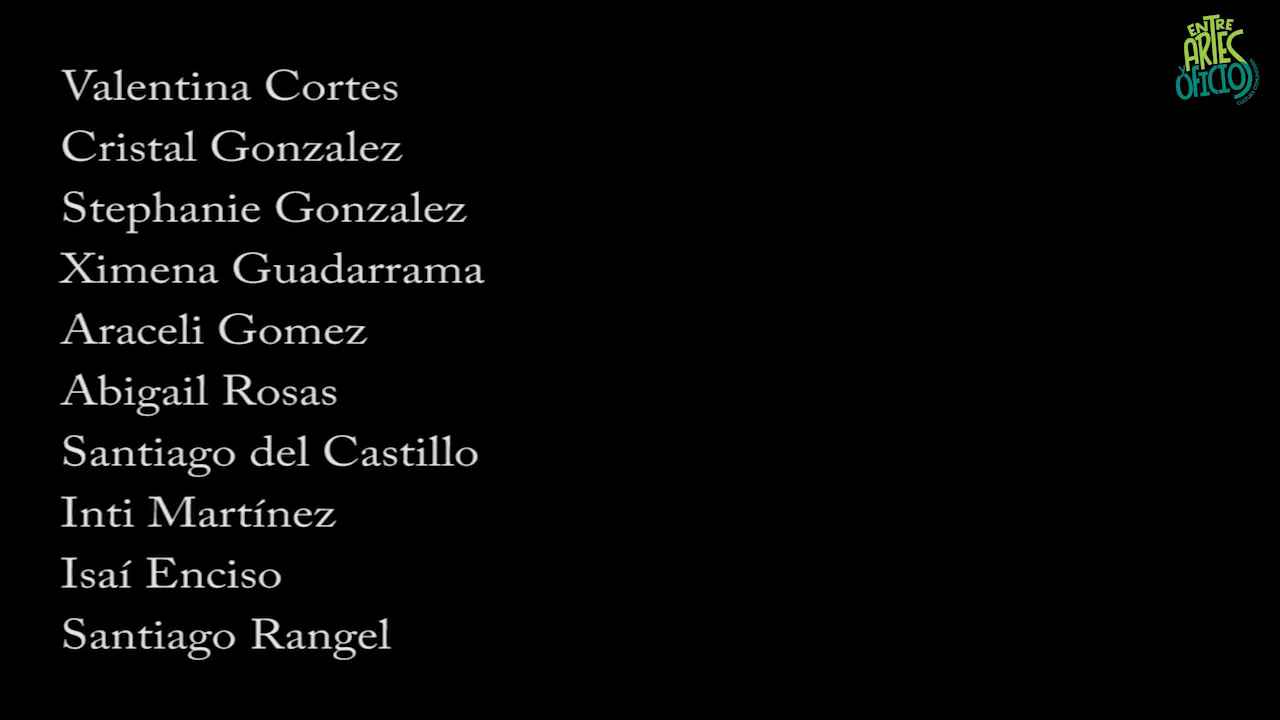 Valentina Cortes
Cristal Gonzalez
Stephanie Gonzalez
Ximena Guadarrama
Araceli Gomez
Abigail Rosas
Santiago del Castillo
Inti Martínez
Isaí Enciso
Santiago Rangel
ENTRE
ARTES
Y
OFICIOS